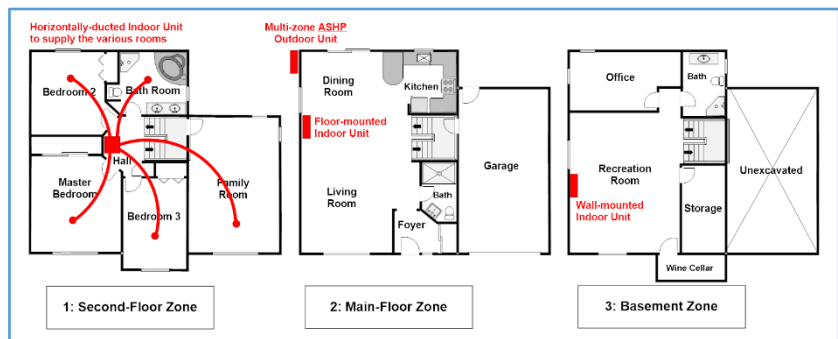 Horizontally-ducted Indoor Unit
to supply the various rooms
Bedroom 2
Bath Room
Hall
Master
Bedroom
Bedroom 3
Family
Room
1: Second-Floor Zone
Multi-zone ASHP
Outdoor Unit
Dining
Room
Kitchen
Floor-mounted
Indoor Unit
Living
Room
Bath
Foyer
Garage
2: Main-Floor Zone
Office
Bath
Recreation
Room
Wall-mounted
Indoor Unit
Storage
Unexcavated
Wine Cellar
3: Basement Zone